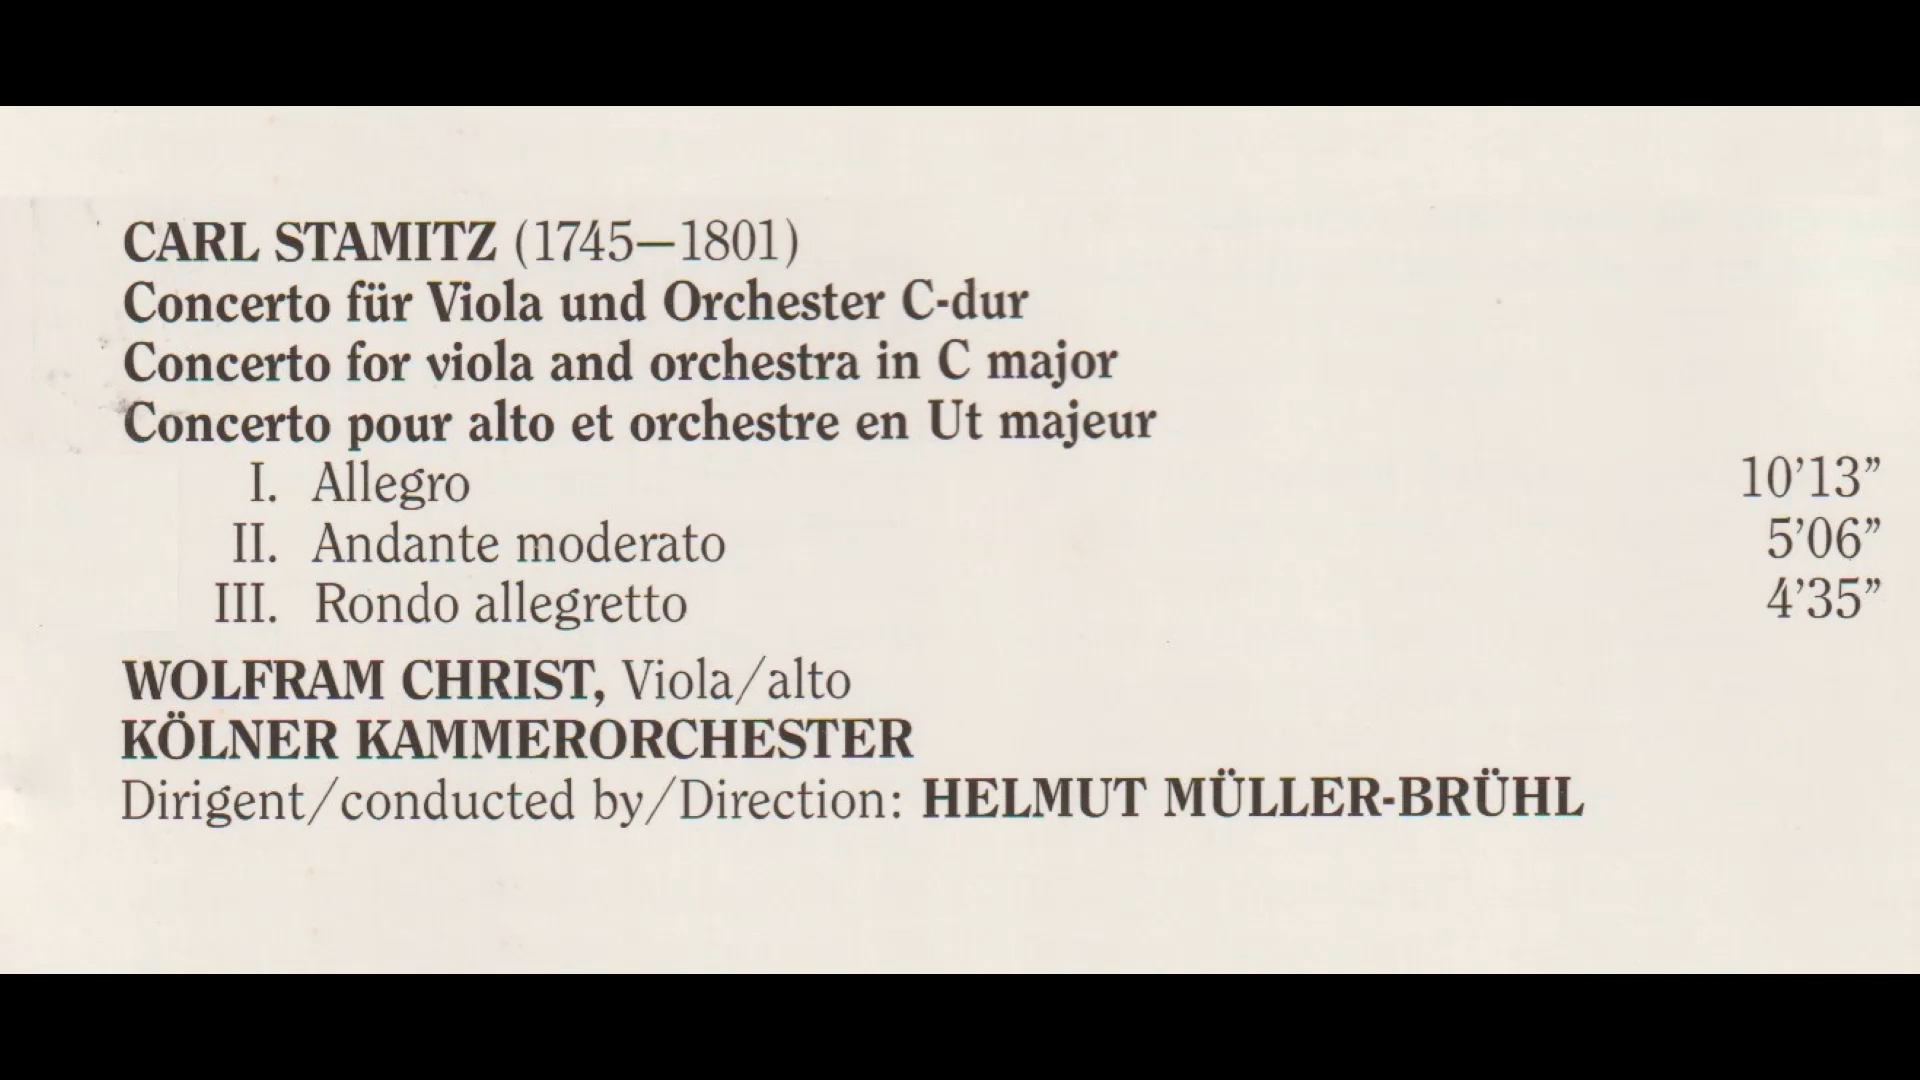 CARL STAMITZ (1745—1801)
Concerto für Viola und Orchester C-dur
Concerto for viola and orchestra in C major
Concerto pour alto et orchestre en Ut majeur
I. Allegro 10’13”
II. Andante moderato 5’06”
III. Rondo allegretto 4’35”
WOLFRAM CHRIST, Viola/alto
KÖLNER KAMMERORCHESTER
Dirigent/conducted by/Direction: HELMUT MÜLLER-BRÜHL